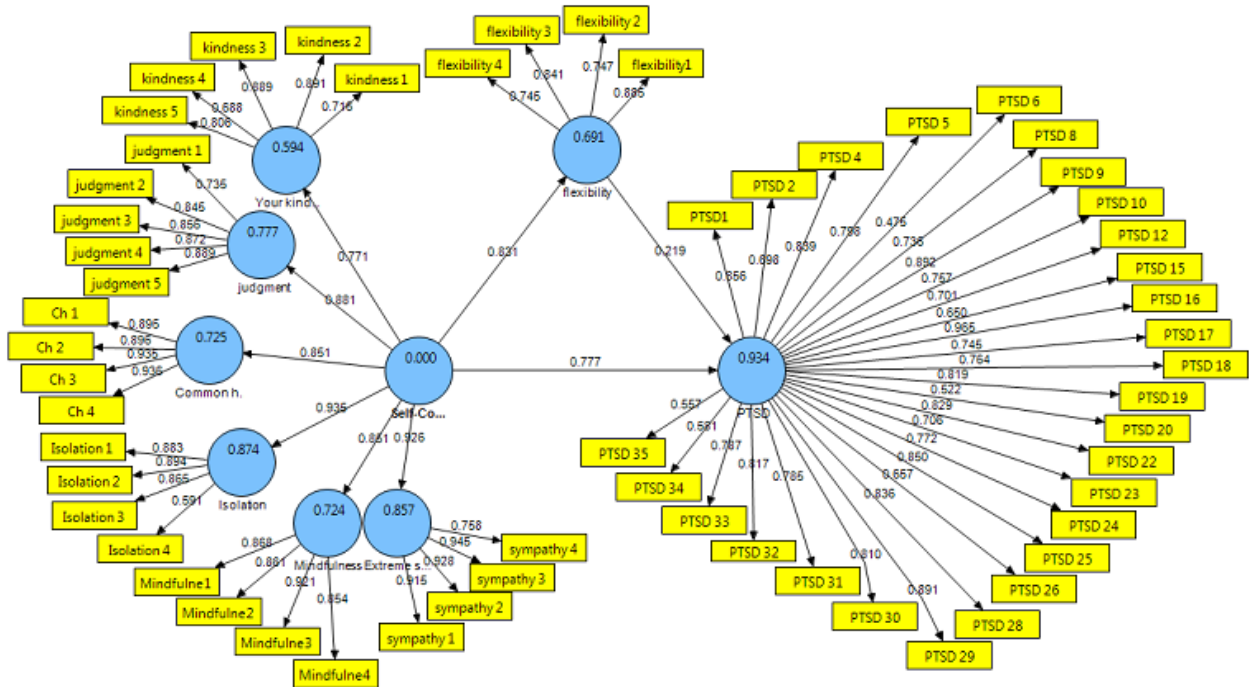 kindness 3
kindness 2
kindness 4
kindness 1
kindness 5
0.889
0.891
0.688
0.716
0.806
0.594
Your kind...
judgment 1
judgment 2
judgment 3
judgment 4
judgment 5
0.735
0.845
0.856
0.872
0.889
0.777
judgment
Ch 1
Ch 2
Ch 3
Ch 4
0.895
0.896
0.935
0.936
0.725
Common h.
Isolation 1
Isolation 2
Isolation 3
Isolation 4
0.883
0.894
0.865
0.591
0.874
Isolation
Mindfulne1
Mindfulne2
Mindfulne3
Mindfulne4
0.868
0.861
0.921
0.854
0.724
Mindfulness
sympathy 4
sympathy 3
sympathy 2
sympathy 1
0.758
0.945
0.928
0.915
0.857
Extreme s...
0.771
0.881
0.851
0.935
0.851
0.926
0.000
Self-Co...
0.831
0.777
flexibility 4
flexibility 3
flexibility 2
flexibility1
0.745
0.841
0.747
0.885
0.691
flexibility
0.219
0.934
PTSD
PTSD1
PTSD 2
PTSD 4
PTSD 5
PTSD 6
PTSD 8
PTSD 9
PTSD 10
PTSD 12
PTSD 15
PTSD 16
PTSD 17
PTSD 18
PTSD 19
PTSD 20
PTSD 22
PTSD 23
PTSD 24
PTSD 25
PTSD 26
PTSD 28
PTSD 29
PTSD 30
PTSD 31
PTSD 32
PTSD 33
PTSD 34
PTSD 35
0.856
0.698
0.839
0.798
0.475
0.736
0.892
0.757
0.701
0.650
0.965
0.745
0.764
0.819
0.522
0.829
0.706
0.772
0.850
0.657
0.836
0.891
0.810
0.785
0.817
0.787
0.557